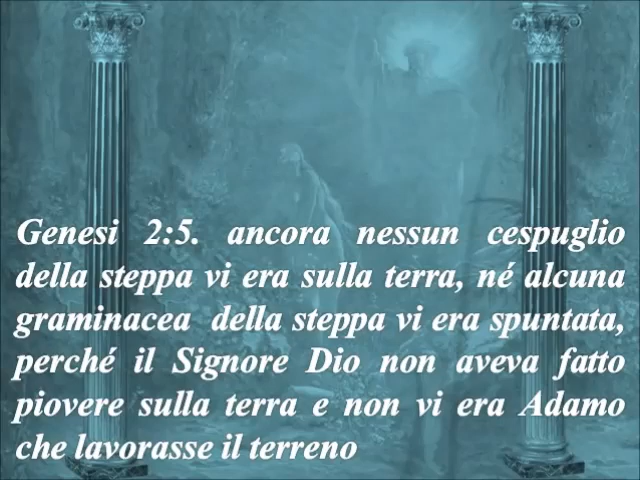 Genesi 2:5. ancora nessun cespuglio
della steppa vi era sulla terra, né alcuna
graminacea della steppa vi era spuntata,
perché il Signore Dio non aveva fatto
piovere sulla terra e non vi era Adamo
che lavorasse il terreno